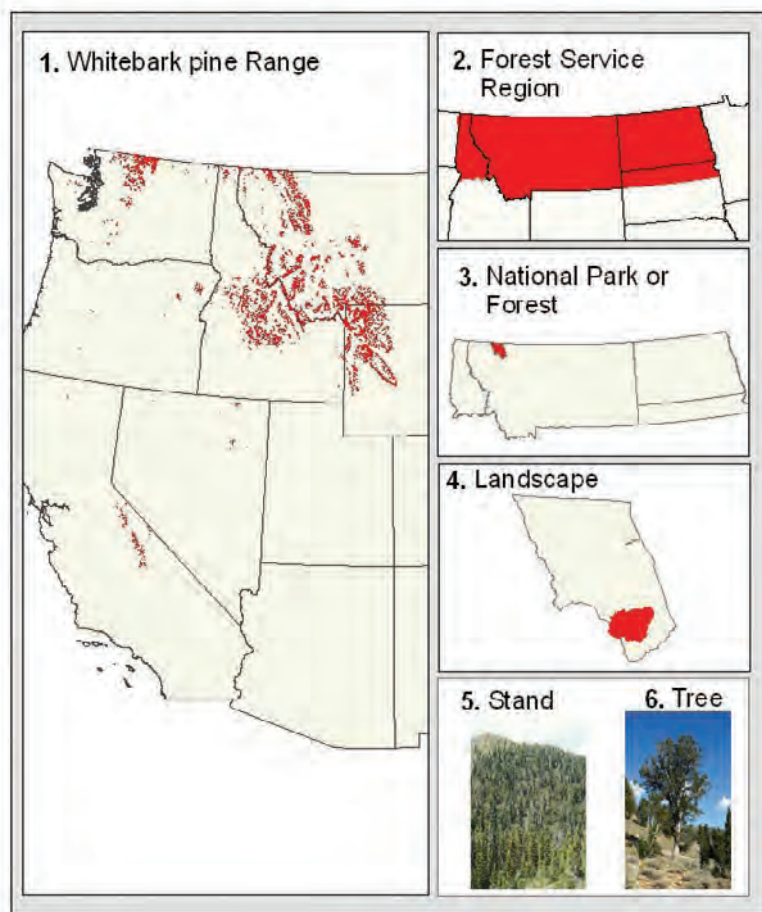 1. Whitebark pine Range
2. Forest Service
Region
3. National Park or
Forest
4. Landscape
5. Stand
6. Tree